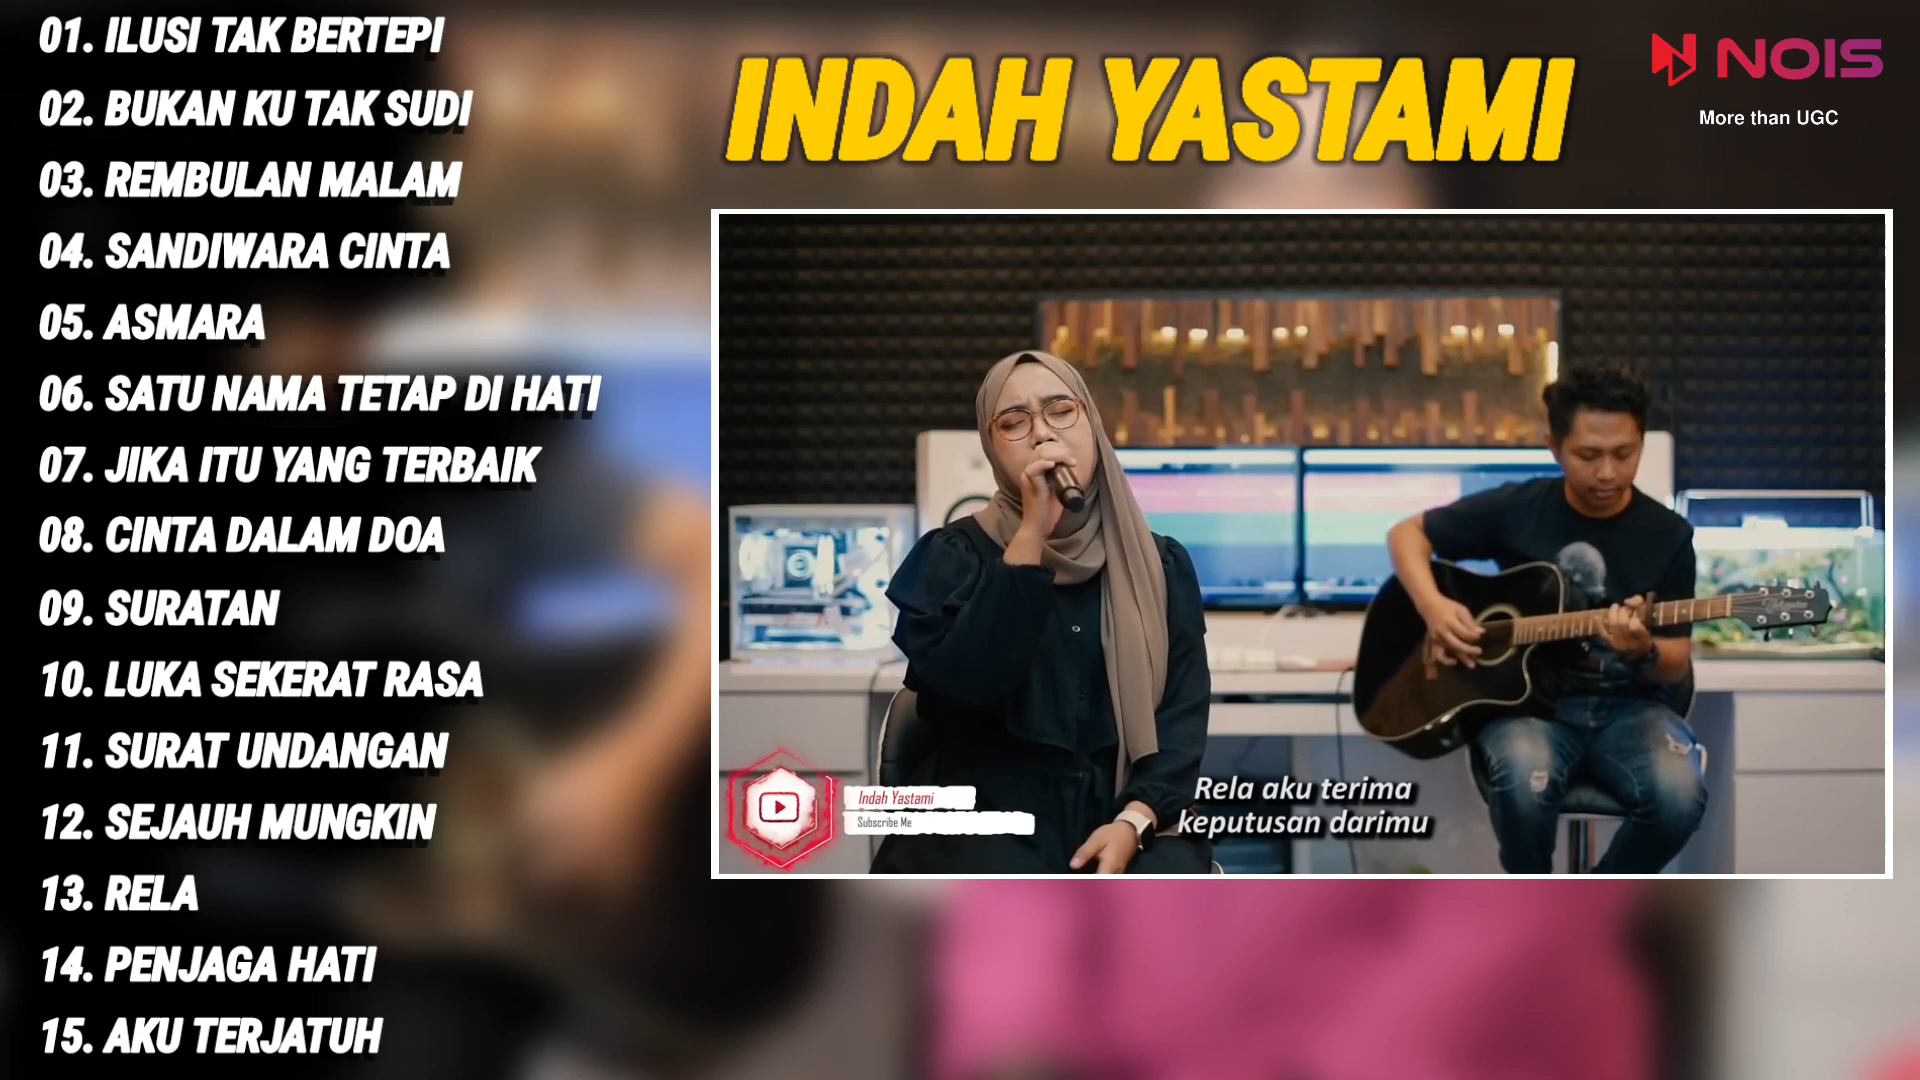 01. ILUSI TAK BERTEPI
02. BUKAN KU TAK SUDI
03. REMBULAN MALAM
04. SANDIWARA CINTA
05. ASMARA
06. SATU NAMA TETAP DI HATI
07. JIKA ITU YANG TERBAIK
08. CINTA DALAM DOA
09. SURATAN
10. LUKA SEKERAT RASA
11. SURAT UNDANGAN
12. SEJAUH MUNGKIN
13. RELA
14. PENJAGA HATI
15. AKU TERJATUH
INDAH YASTAMI
NOIS
More than UGC
Indah Yastami
Subscribe Me
Rela aku terima
keputusan darimu